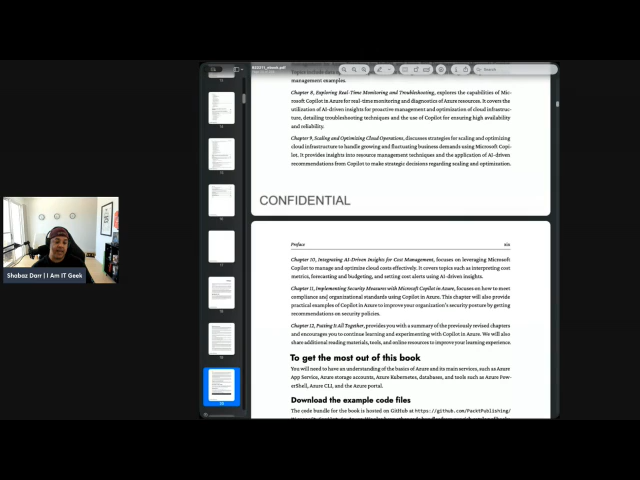 Search
management examples.
Chapter 8, Exploring Real-Time Monitoring and Troubleshooting, explores the capabilities of Mic-
rosoft Copilot in Azure for real-time monitoring and diagnostics of Azure resources. It covers the
utilization of AI-driven insights for proactive management and optimization of cloud infrastruc-
ture, detailing troubleshooting techniques and the use of Copilot for ensuring high availability
and reliability.
Chapter 9, Scaling and Optimizing Cloud Operations, discusses strategies for scaling and optimizing
cloud infrastructure to handle growing and fluctuating business demands using Microsoft Copi-
lot. It provides insights into resource management techniques and the application of AI-driven
recommendations from Copilot to make strategic decisions regarding scaling and optimization.
CONFIDENTIAL
Preface xix
Chapter 10, Integrating AI-Driven Insights for Cost Management, focuses on leveraging Microsoft
Copilot to manage and optimize cloud costs effectively. It covers topics such as interpreting cost
metrics, forecasting and budgeting, and setting cost alerts using AI-driven insights.
Chapter 11, Implementing Security Measures with Microsoft Copilot in Azure, focuses on how to meet
compliance and organizational standards using Copilot in Azure. This chapter will also provide
practical examples of Copilot in Azure to improve your organization's security posture by getting
recommendations on security policies.
Chapter 12, Putting It All Together, provides you with a summary of the previously revised chapters
and encourages you to continue learning and experimenting with Copilot in Azure. We will also
share additional reading materials, tools, and online resources to improve your learning experience.
To get the most out of this book
You will need to have an understanding of the basics of Azure and its main services, such as Azure
App Service, Azure storage accounts, Azure Kubernetes, databases, and tools such as Azure Pow-
erShell, Azure CLI, and the Azure portal.
Download the example code files
The code bundle for the book is hosted on GitHub at https://github.com/PacktPublishing/
Shabaz Darr | I Am IT Geek